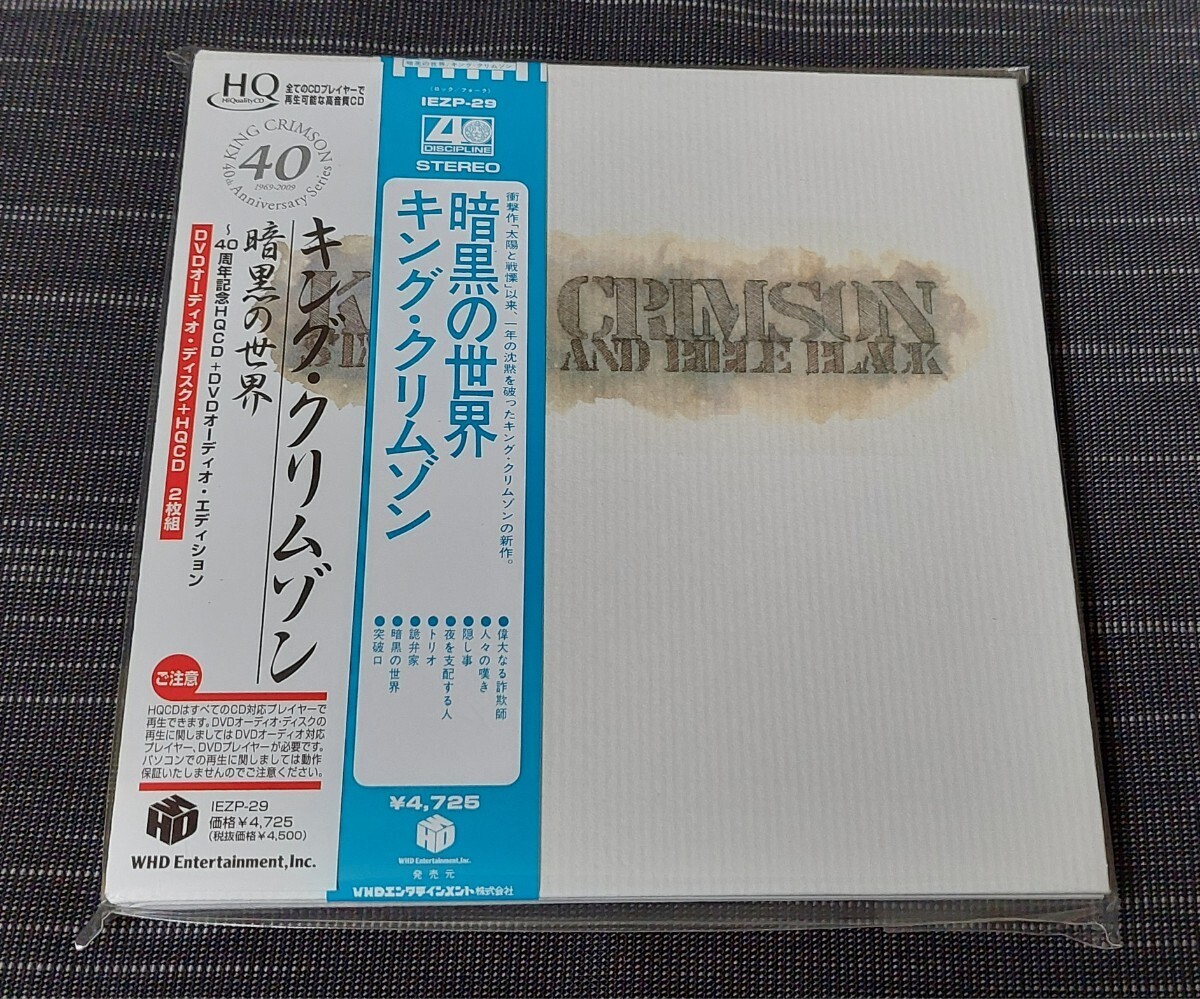 HQ
HiQualityCD
全てのCDプレイヤーで
再生可能な高音質CD
KING CRIMSON
40
1969-2009
40th Anniversary Series
キング・クリムゾン
暗黒の世界
~40周年記念HQCD+DVDオーディオ・エディション
DVDオーディオ・ディスク+HQCD 2枚組
ご注意
HQCDはすべてのCD対応プレイヤーで
再生できます。DVDオーディオ・ディスクの
再生に関しましてはDVDオーディオ対応
プレイヤー、DVDプレイヤーが必要です。
パソコンでの再生に関しましては動作
保証いたしませんのでご注意ください。
WHD
IEZP-29
価格¥4,725
(税抜価格¥4,500)
WHD Entertainment,Inc.
暗黒の世界/キング・クリムゾン
(ロック/フォーク)
IEZP-29
40
DISCIPLINE
STEREO
衝撃作「太陽と戦慄」以来、一年の沈黙を破ったキング・クリムゾンの新作。
暗黒の世界
キング・クリムゾン
●偉大なる詐欺師
●人々の嘆き
●隠し事
●夜を支配する人
●トリオ
●詭弁家
●暗黒の世界
●突破口
¥4,725
WHD
WHD Entertainment,Inc.
発売元
WHDエンタテインメント株式会社
K CRIMSON
AND BIBLE BLACK